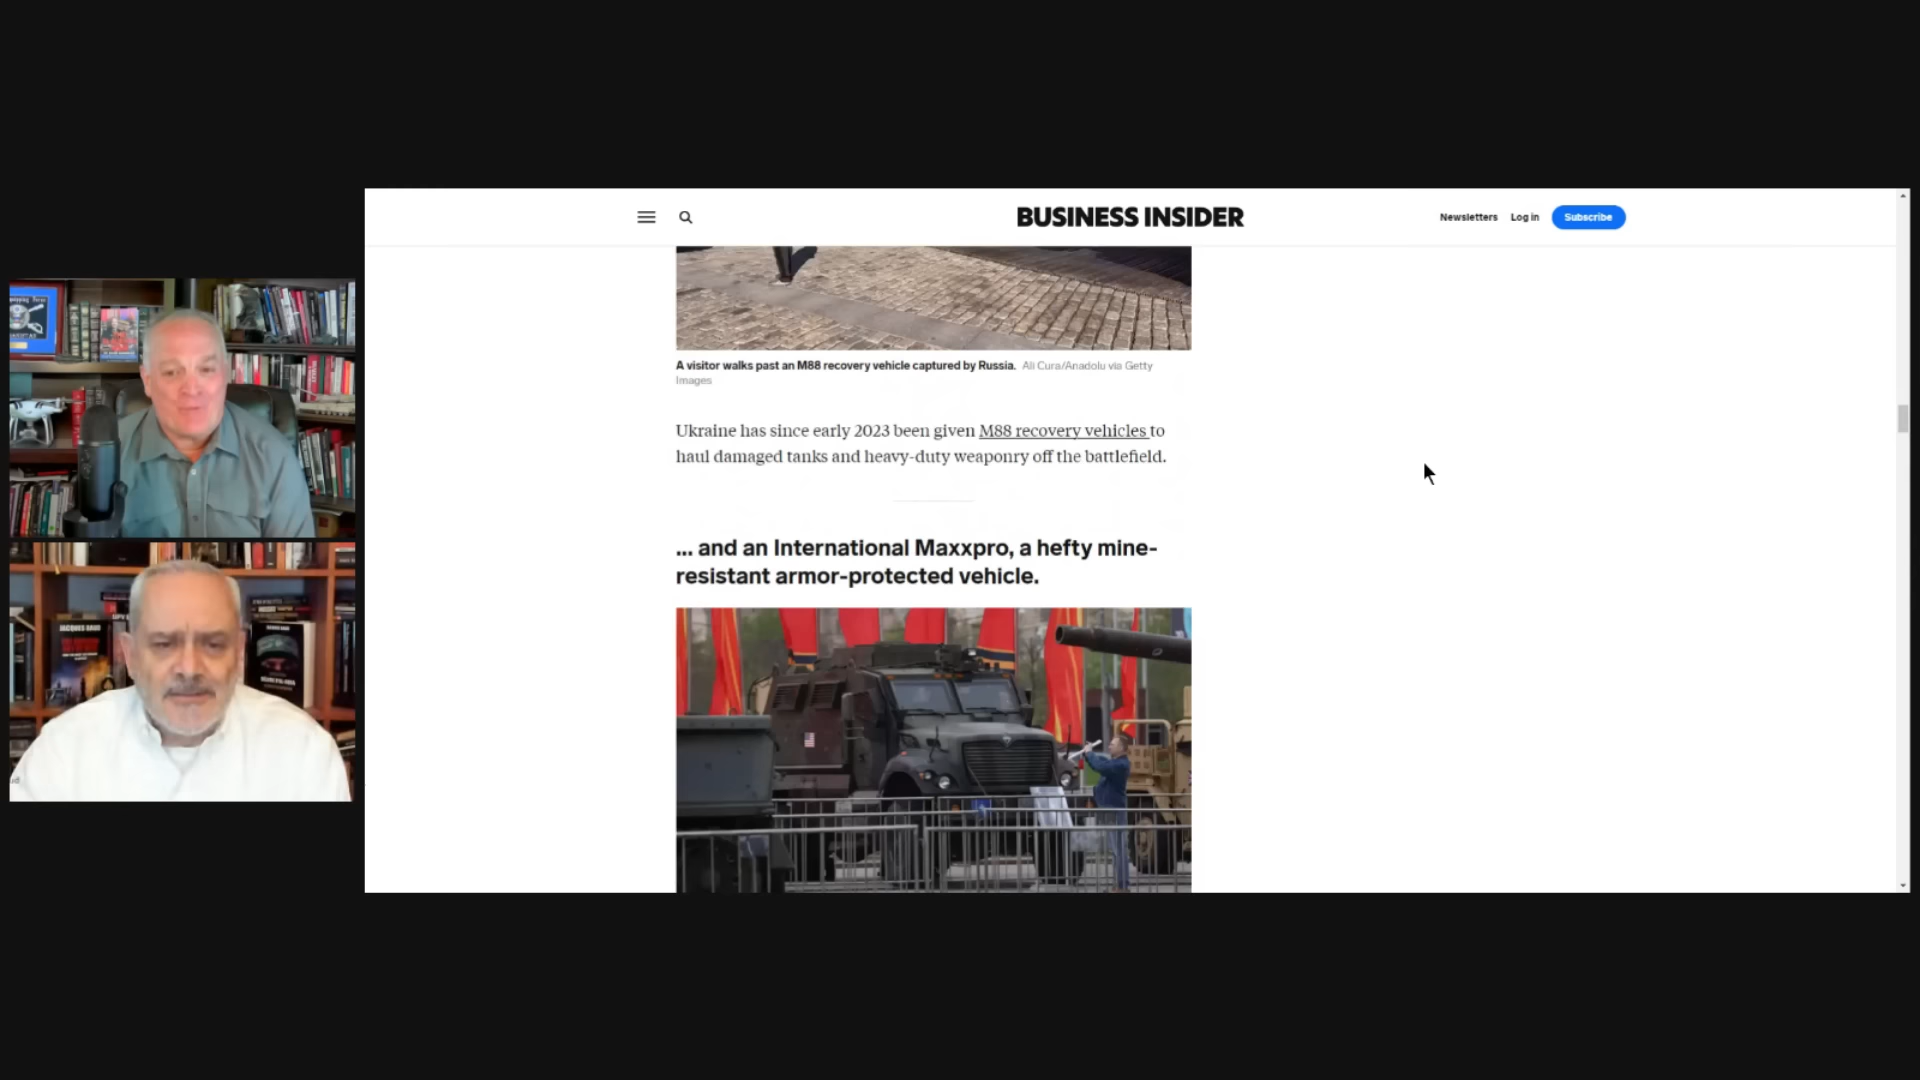 BUSINESS INSIDER
Newsletters Log in Subscribe
A visitor walks past an M88 recovery vehicle captured by Russia. Ali Cura/Anadolu via Getty
Images
Ukraine has since early 2023 been given M88 recovery vehicles to
haul damaged tanks and heavy-duty weaponry off the battlefield.
... and an International Maxxpro, a hefty mine-
resistant armor-protected vehicle.
JACQUES BAUD